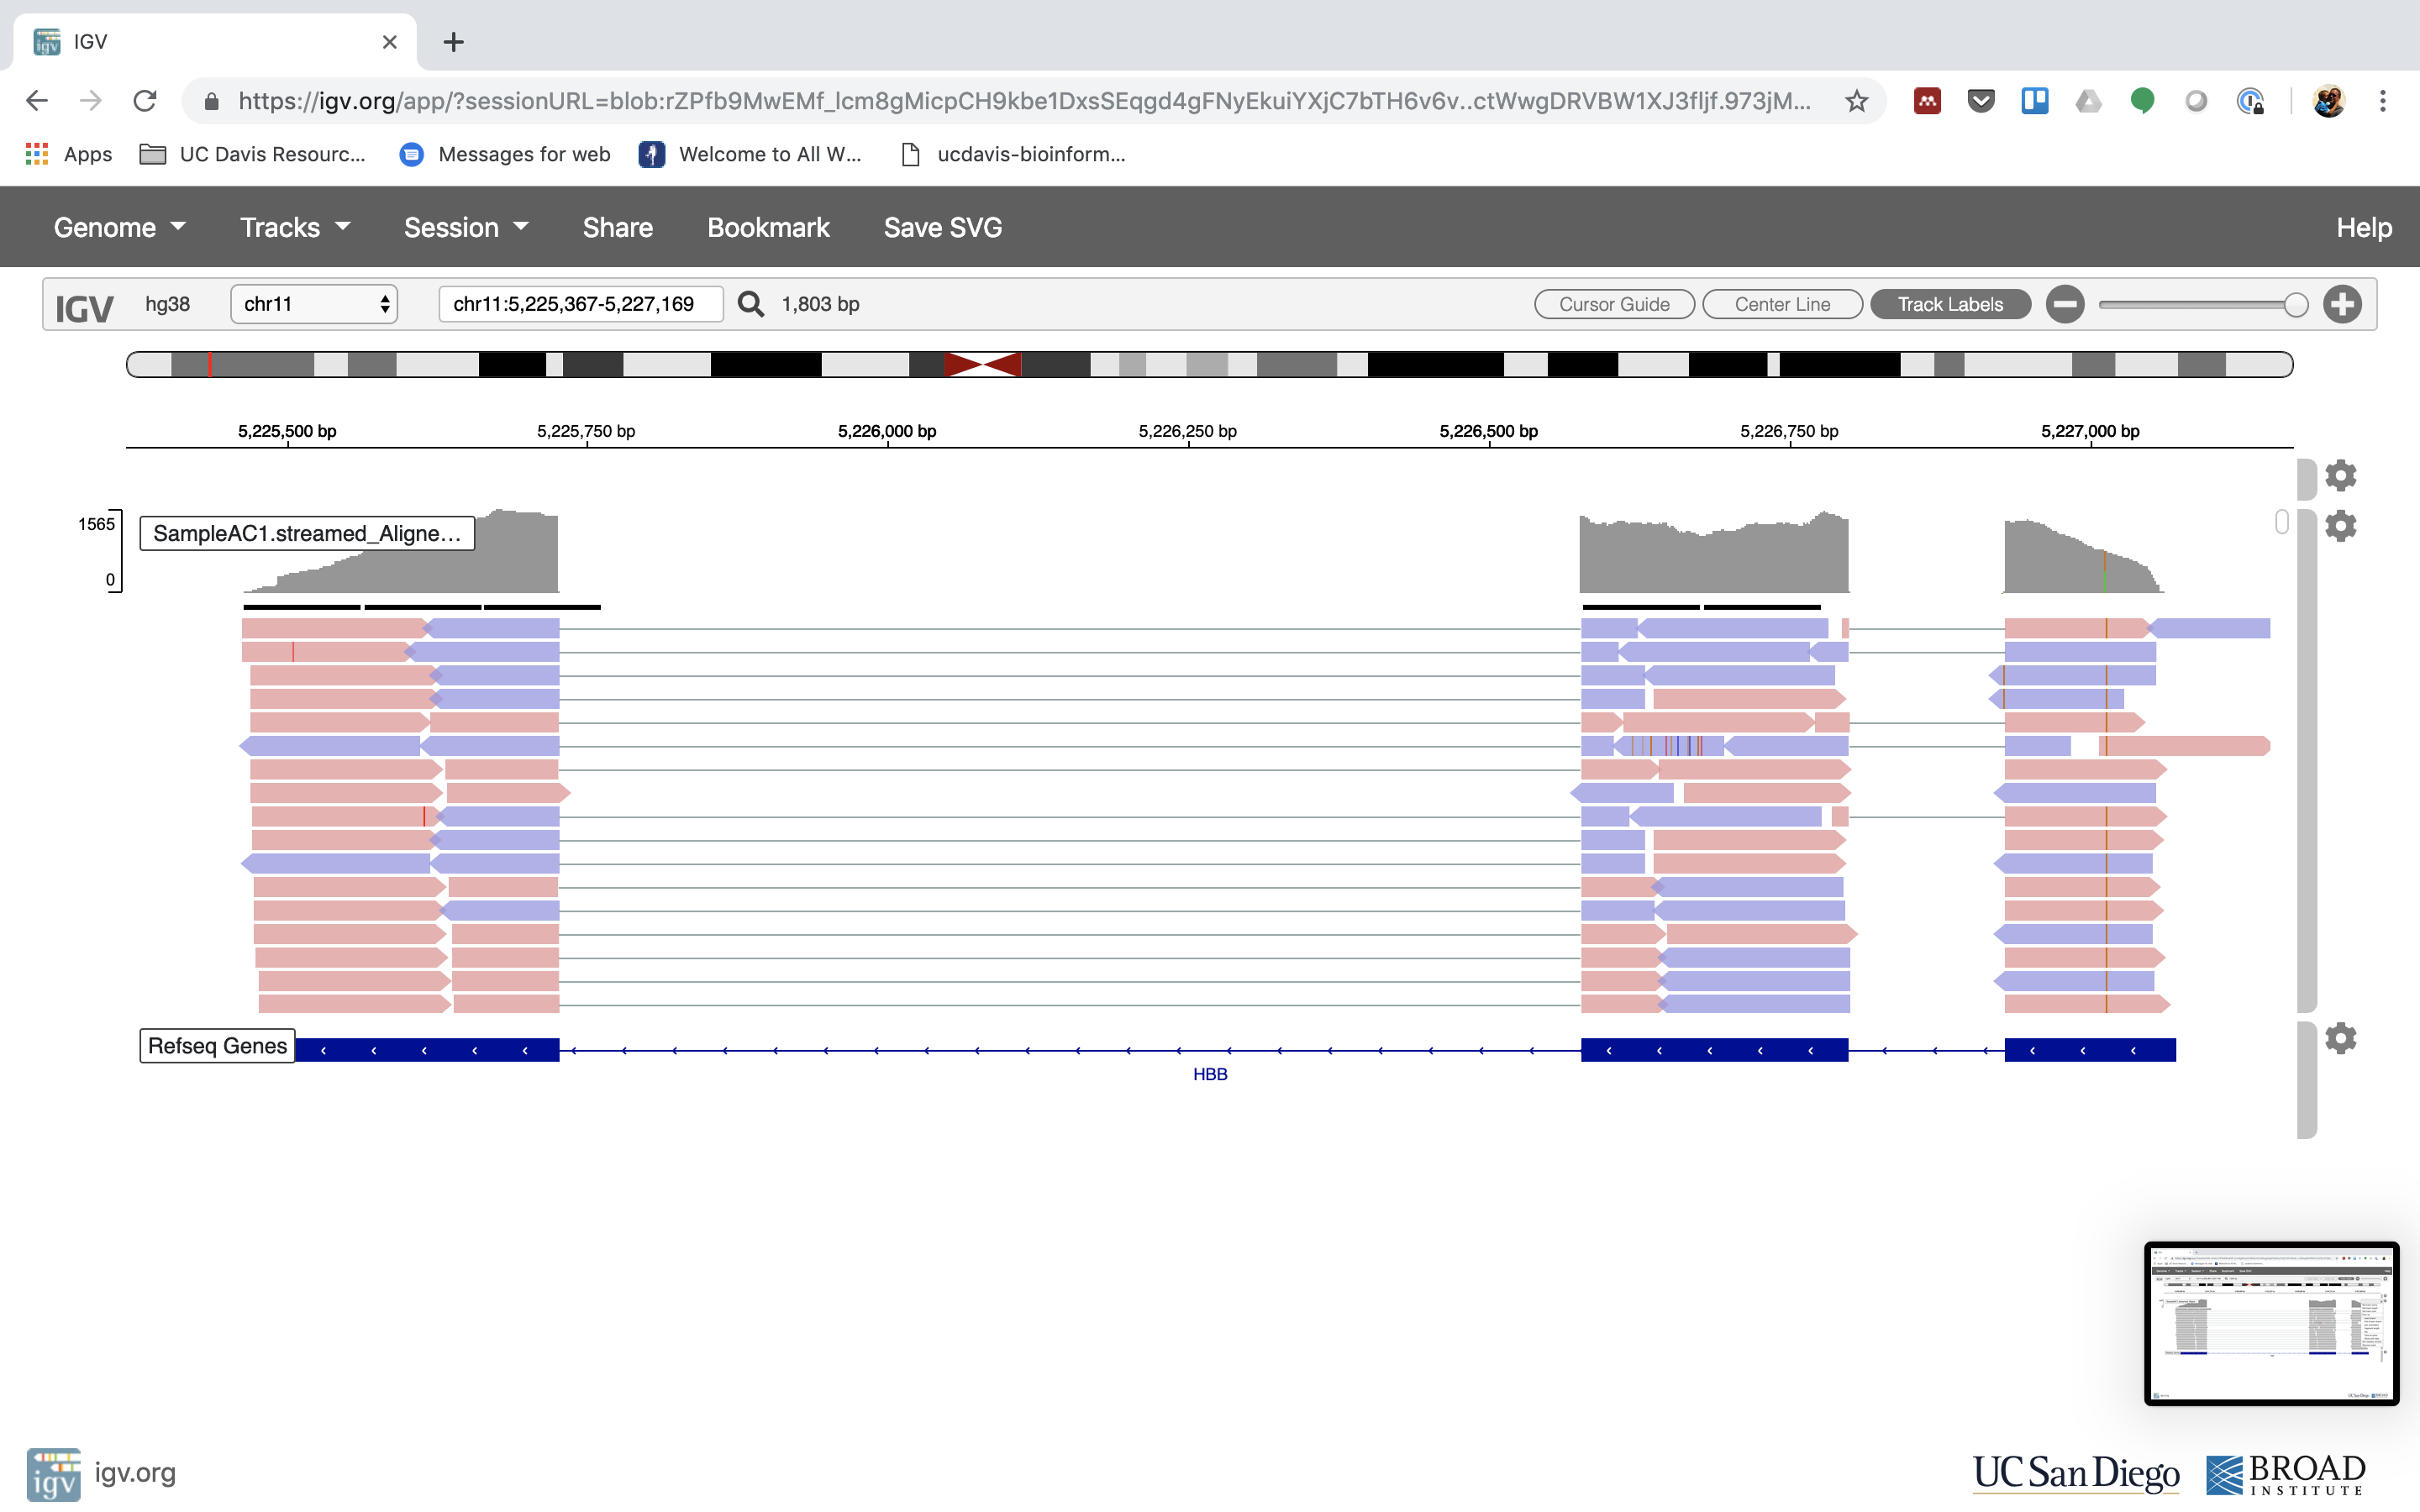 IGV
https://igv.org/app/?sessionURL=blob:rZPfb9MwEMf_lcm8gMicpCH9kbe1DxsSEqgd4gFNyEkuiYXjC7bTH6v6v..ctWwgDRVBW1XJ3fljf.973jM...
Apps UC Davis Resourc... Messages for web Welcome to All W... ucdavis-bioinform...
Genome Tracks Session Share Bookmark Save SVG Help
IGV hg38 chr11 chr11:5,225,367-5,227,169 1,803 bp Cursor Guide Center Line Track Labels
5,225,500 bp 5,225,750 bp 5,226,000 bp 5,226,250 bp 5,226,500 bp 5,226,750 bp 5,227,000 bp
1565
SampleAC1.streamed_Aligne...
0
Refseq Genes
HBB
igv igv.org UC San Diego BROAD
INSTITUTE